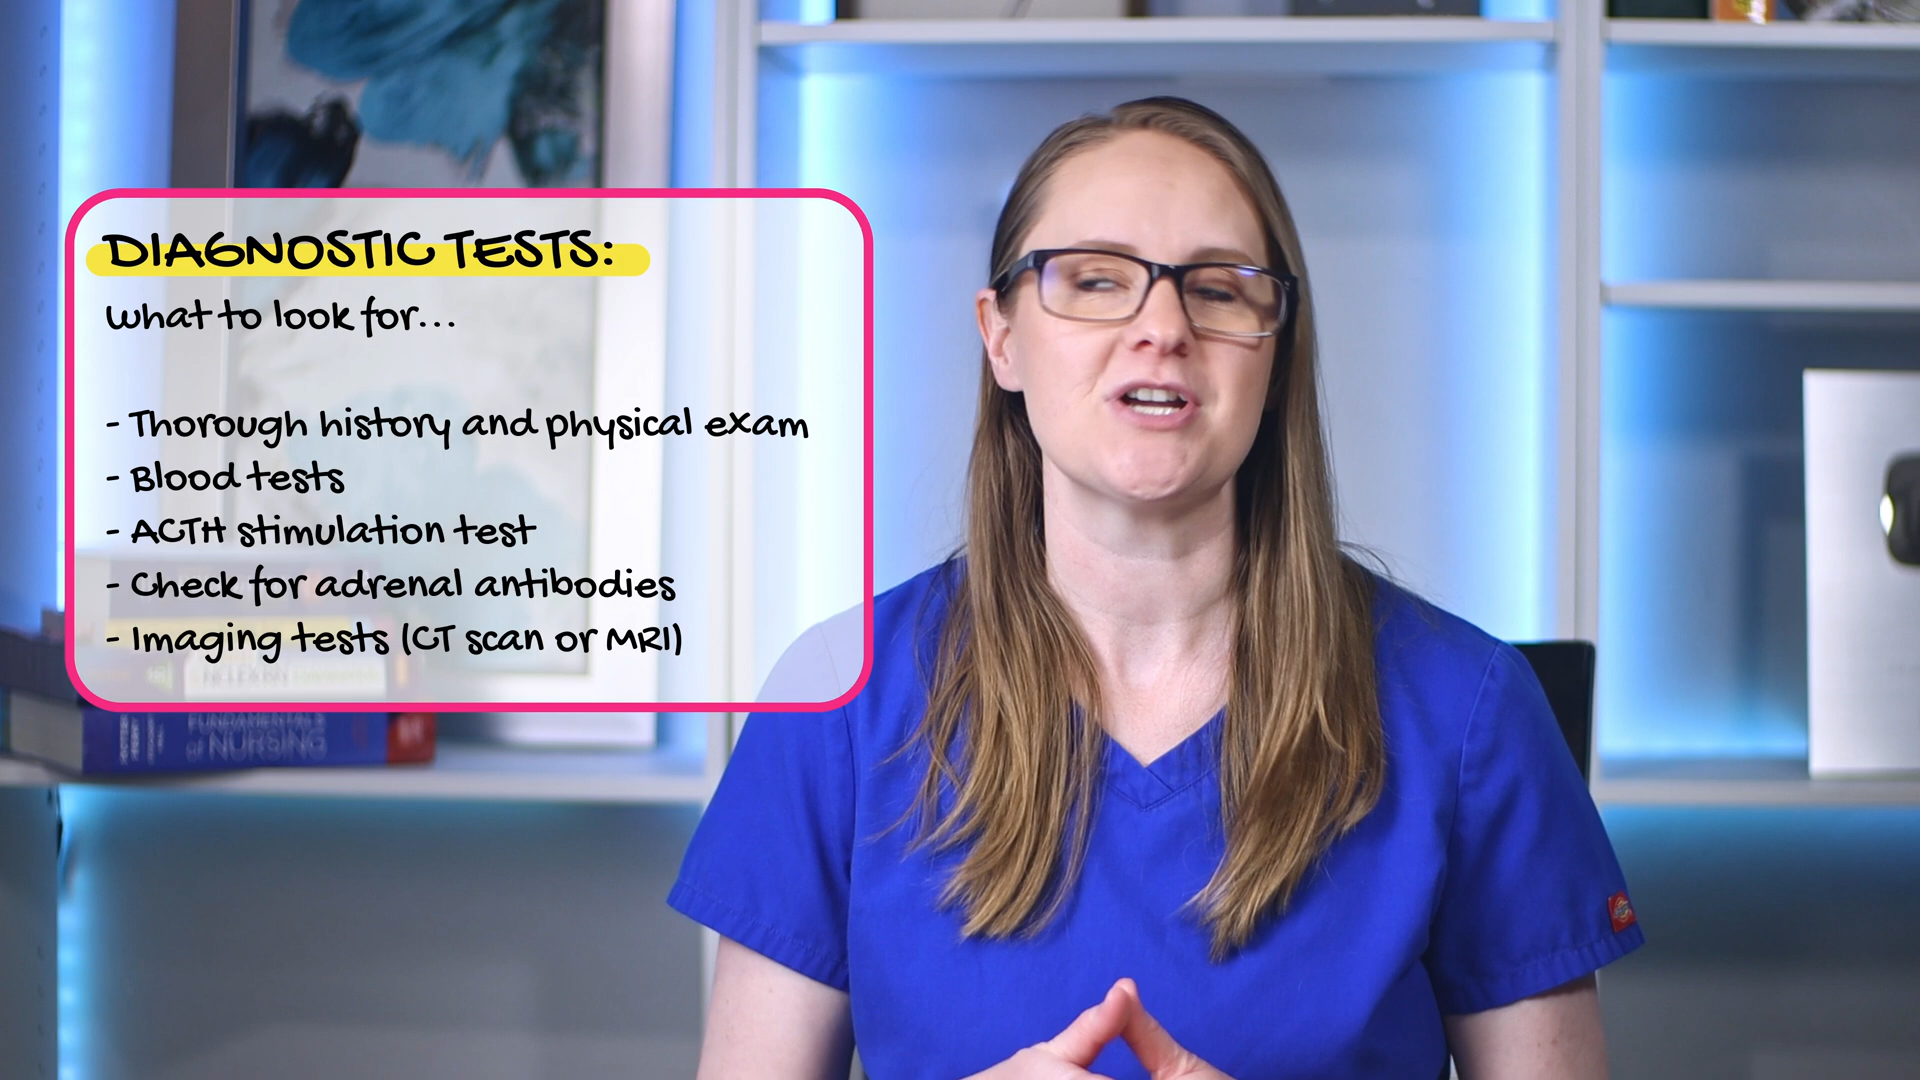 DIAGNOSTIC TESTS:
What to look for...
- Thorough history and physical exam
- Blood tests
- ACTH stimulation test
- Check for adrenal antibodies
- Imaging tests (CT scan or MRI)
FUNDAMENTALS
of NURSING